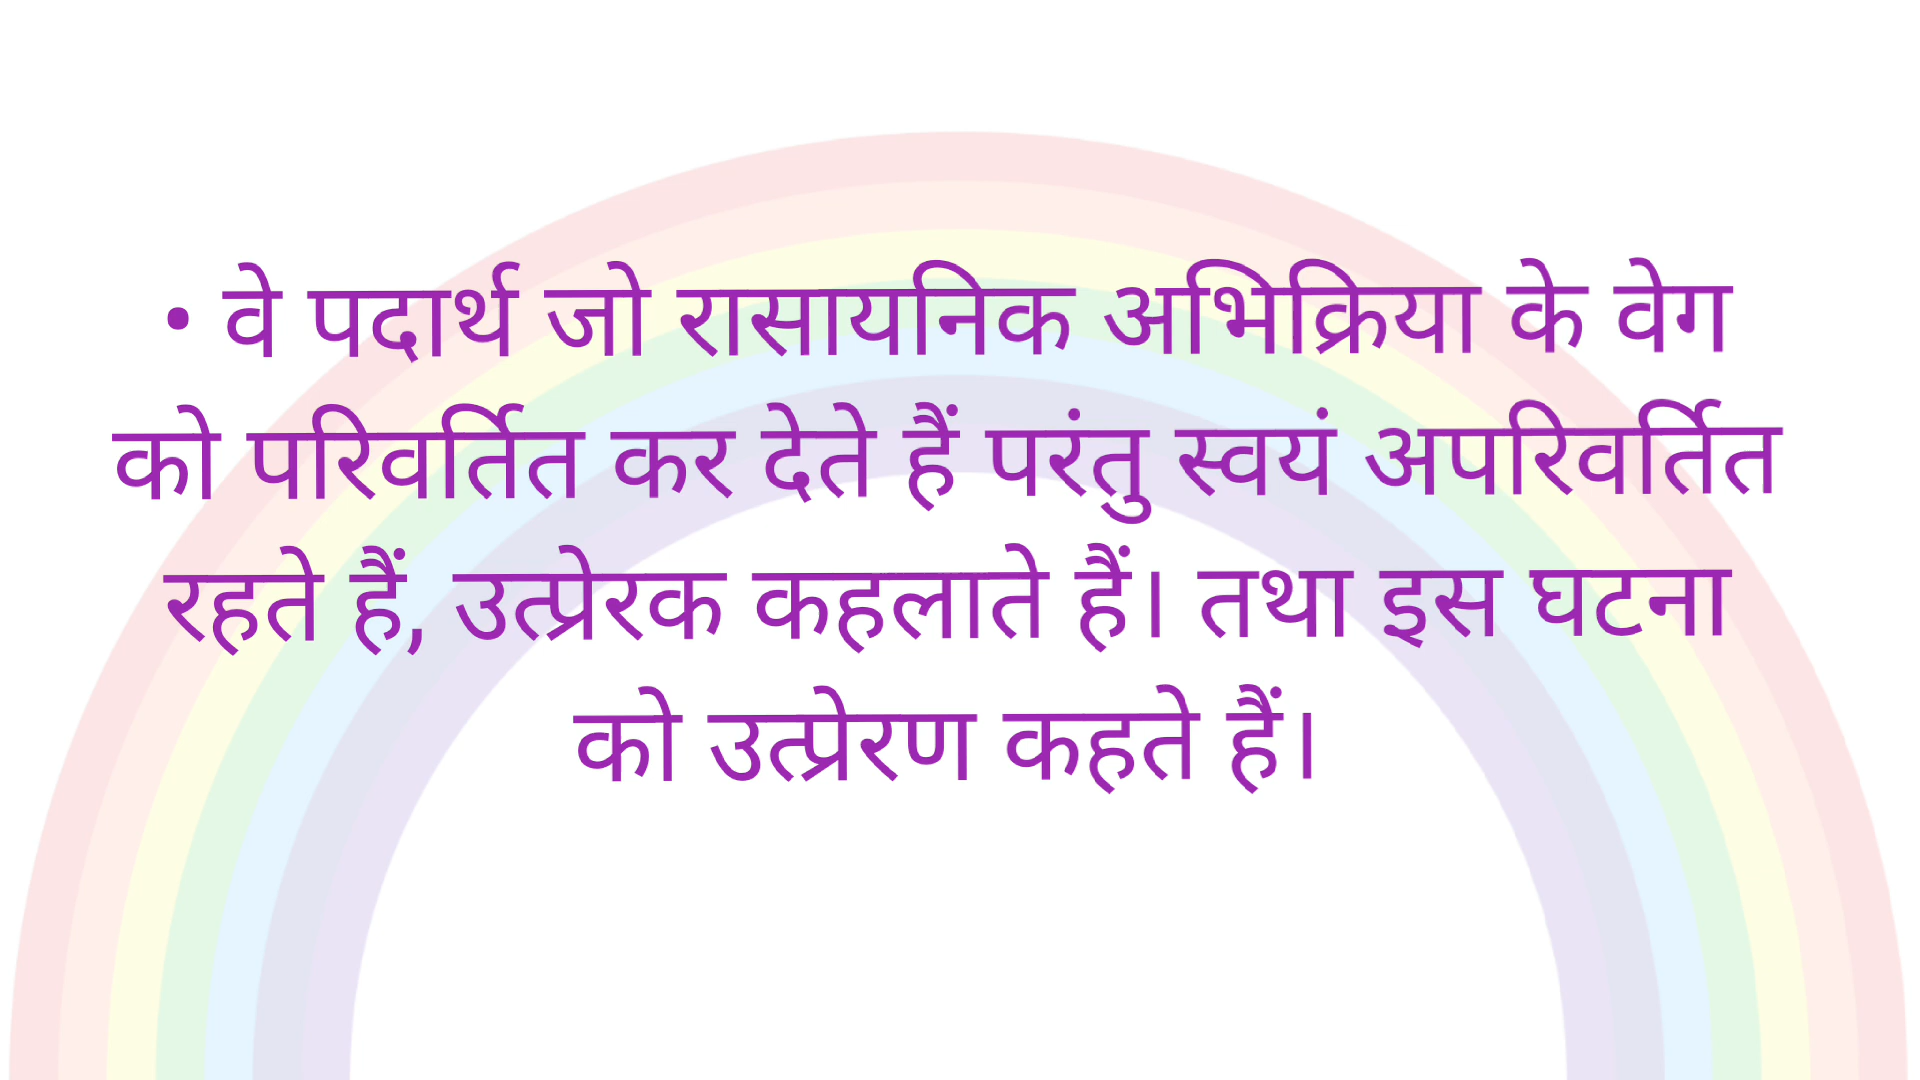 • वे पदार्थ जो रासायनिक अभिक्रिया के वेग
को परिवर्तित कर देते हैं परंतु स्वयं अपरिवर्तित
रहते हैं, उत्प्रेरक कहलाते हैं। तथा इस घटना
को उत्प्रेरण कहते हैं।